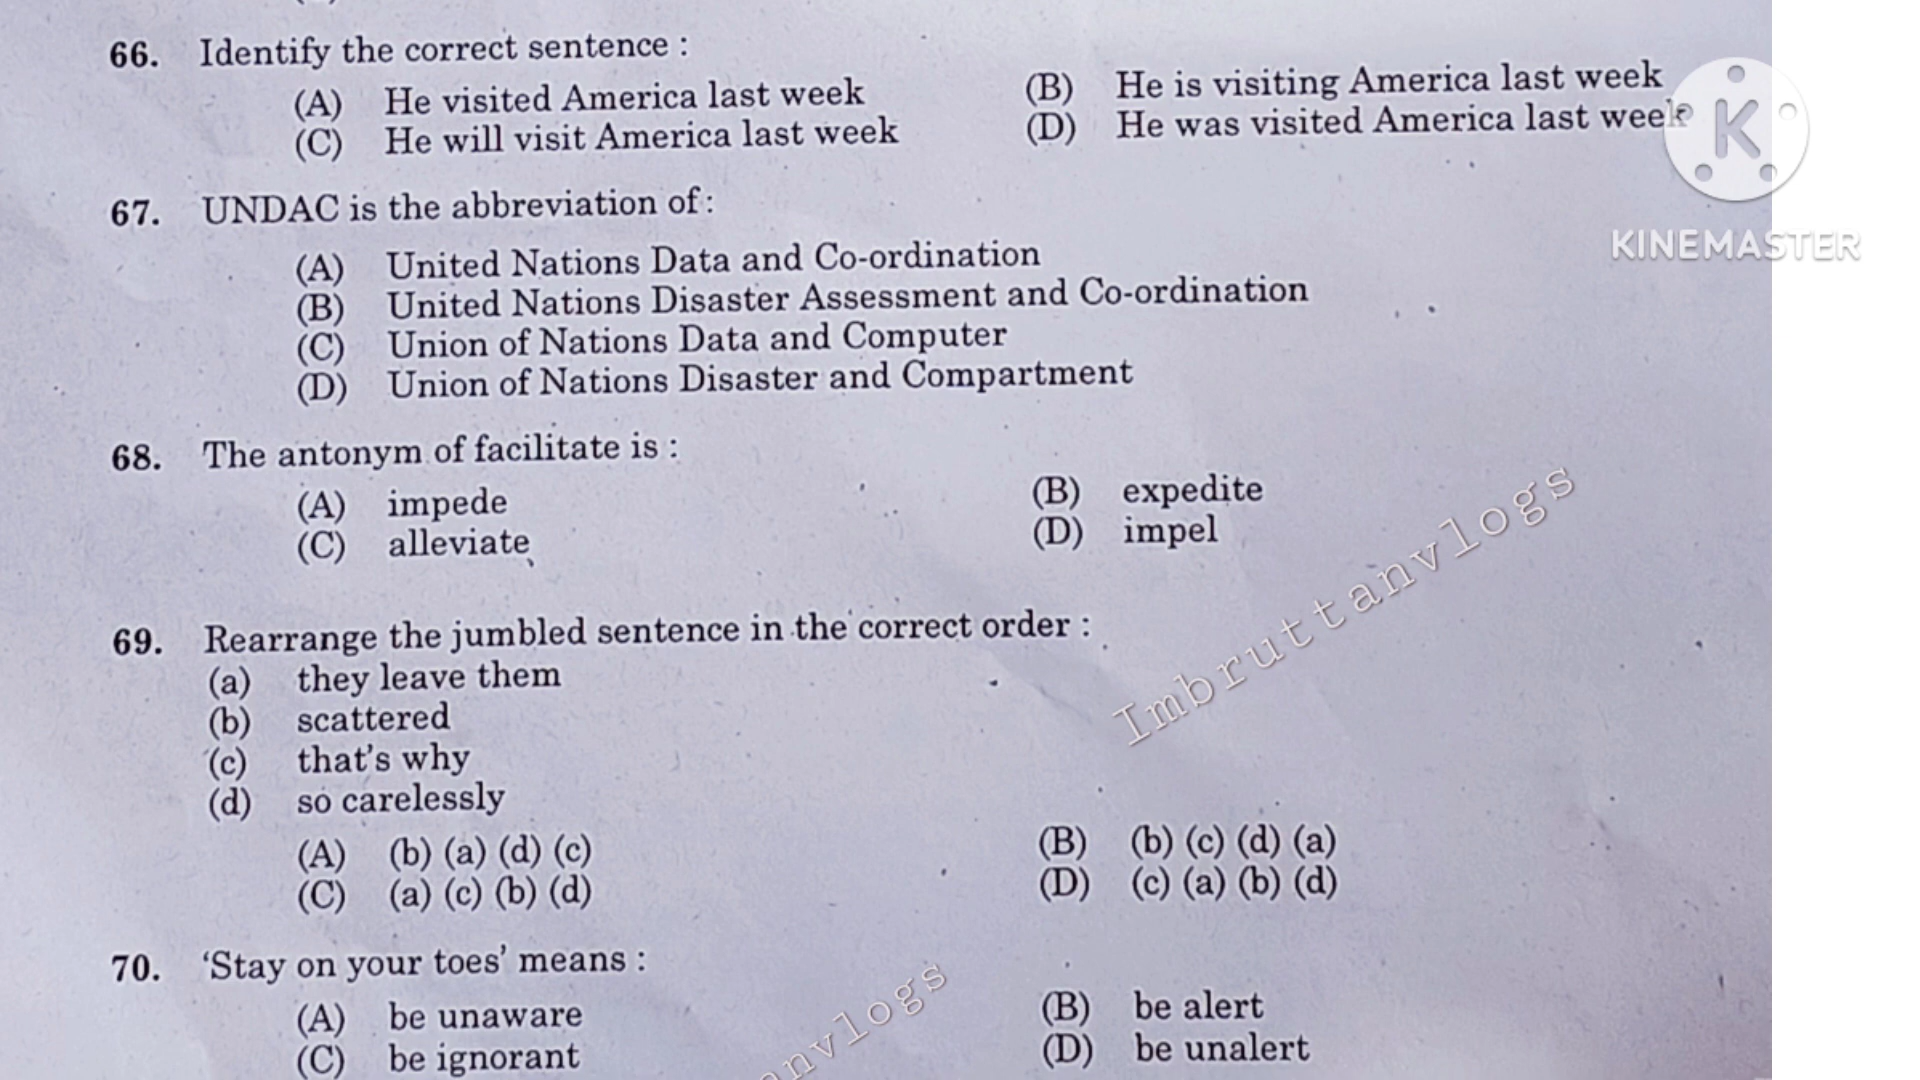 66. Identify the correct sentence :
(A) He visited America last week (B) He is visiting America last week
(C) He will visit America last week (D) He was visited America last week
K
KINEMASTER
67. UNDAC is the abbreviation of :
(A) United Nations Data and Co-ordination
(B) United Nations Disaster Assessment and Co-ordination
(C) Union of Nations Data and Computer
(D) Union of Nations Disaster and Compartment
68. The antonym of facilitate is :
(A) impede (B) expedite
(C) alleviate (D) impel
Imbruttanvlogs
69. Rearrange the jumbled sentence in the correct order :
(a) they leave them
(b) scattered
(c) that's why
(d) so carelessly
(A) (b) (a) (d) (c) (B) (b) (c) (d) (a)
(C) (a) (c) (b) (d) (D) (c) (a) (b) (d)
70. ‘Stay on your toes’ means :
(A) be unaware (B) be alert
(C) be ignorant (D) be unalert
anvlogs